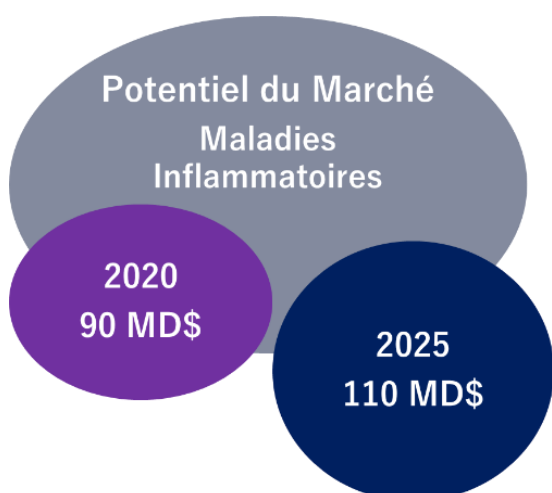 Potentiel du Marché
Maladies
Inflammatoires
2020
90 MD$
2025
110 MD$